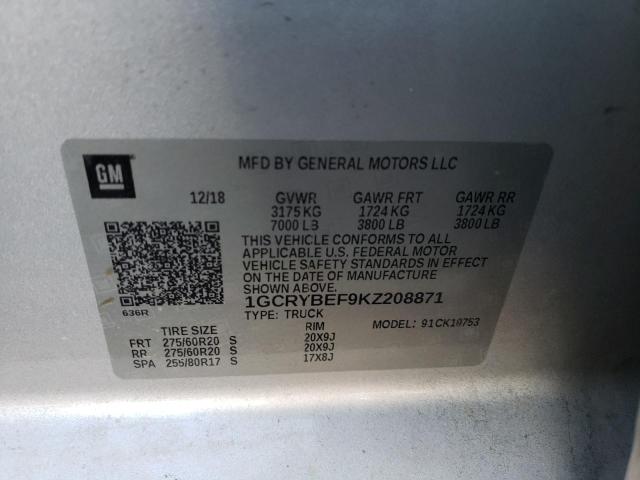 GM
MFD BY GENERAL MOTORS LLC
12/18 GVWR GAWR FRT GAWR RR
3175 KG 1724 KG 1724 KG
7000 LB 3800 LB 3800 LB
THIS VEHICLE CONFORMS TO ALL
APPLICABLE U.S. FEDERAL MOTOR
VEHICLE SAFETY STANDARDS IN EFFECT
ON THE DATE OF MANUFACTURE
SHOWN ABOVE.
1GCRYBEF9KZ208871
636R
TYPE: TRUCK MODEL: 91CK10753
TIRE SIZE RIM
FRT 275/60R20 S 20X9J
RR 275/60R20 S 20X9J
SPA 255/80R17 S 17X8J